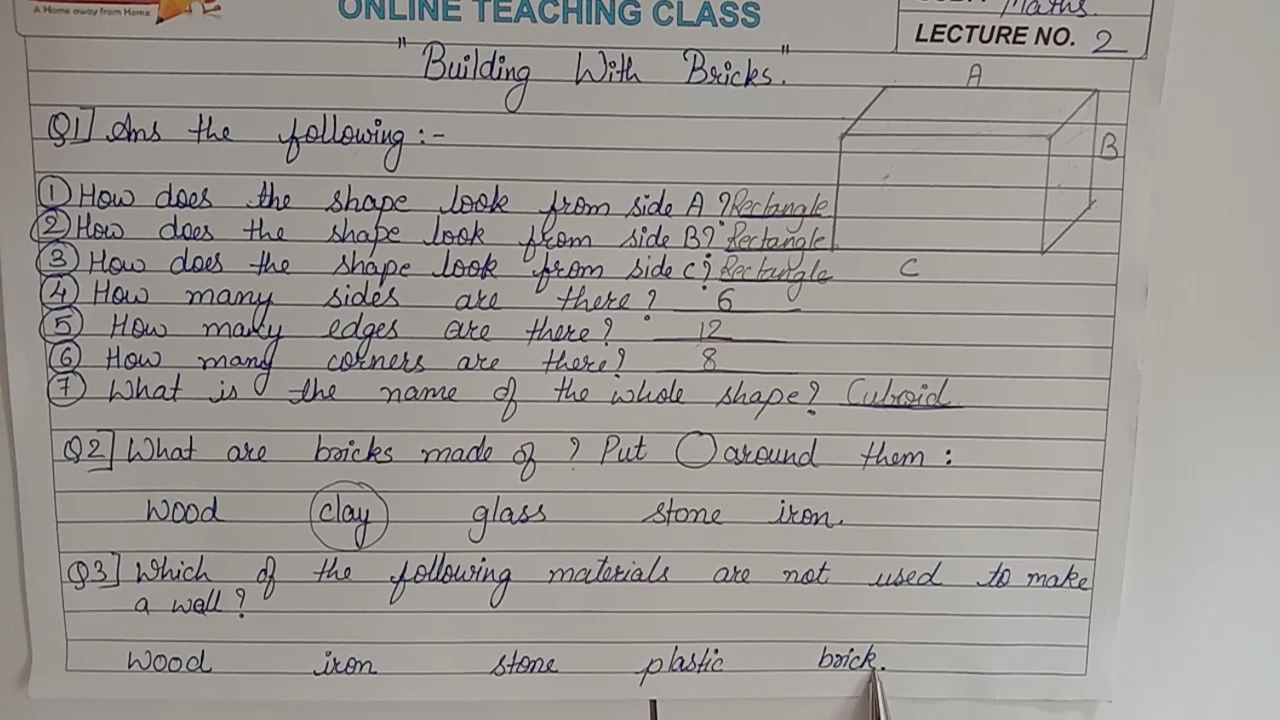 A Home away from Home
ONLINE TEACHING CLASS
Maths.
LECTURE NO. 2
"Building With Bricks."
A
B
C
Q1] Ans the following :-
① How does the shape look from side A ? Rectangle
② How does the shape look from side B? Rectangle
③ How does the shape look from side C? Rectangle
④ How many sides are there? 6
⑤ How many edges are there? 12
⑥ How many corners are there? 8
⑦ What is the name of the whole shape? Cuboid.
Q2] What are bricks made of ? Put ◯ around them :
Wood clay glass stone iron.
Q3] Which of the following materials are not used to make
a wall?
Wood iron stone plastic brick.